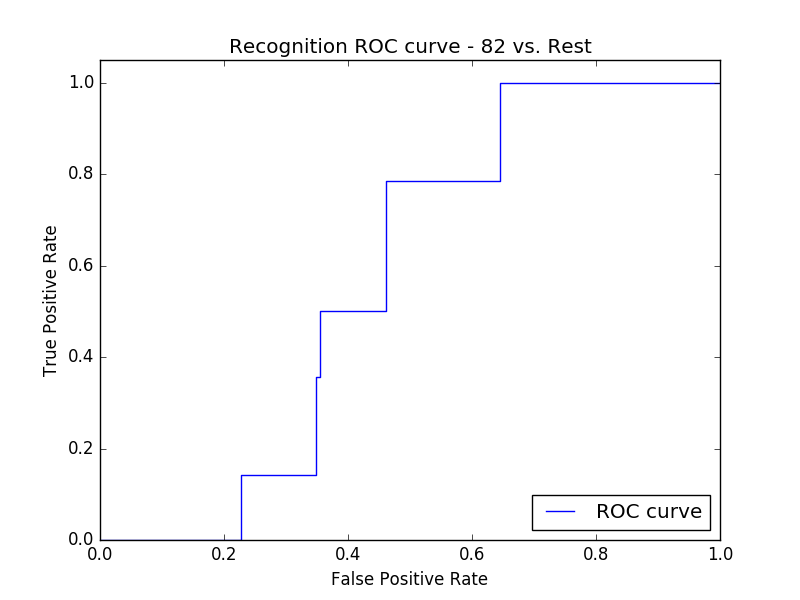 Recognition ROC curve - 82 vs. Rest
1.0
0.8
0.6
0.4
0.2
0.0
True Positive Rate
ROC curve
0.0 0.2 0.4 0.6 0.8 1.0
False Positive Rate